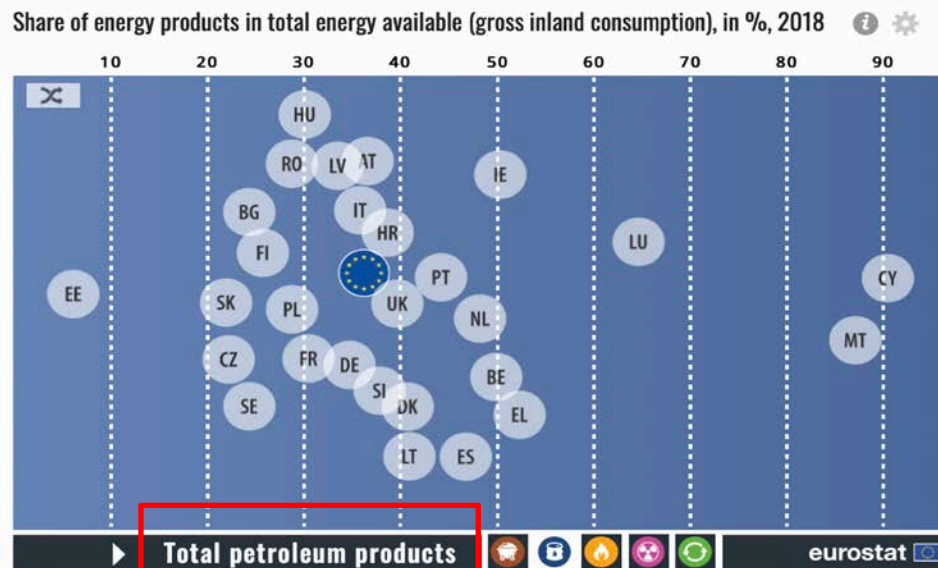 Share of energy products in total energy available (gross inland consumption), in %, 2018
10 20 30 40 50 60 70 80 90
HU
RO LV AT
IE
BG IT
HR
FI LU
PT CY
EE
SK PL UK
NL
MT
CZ FR DE
BE
SI
SE DK EL
LT ES
Total petroleum products
eurostat